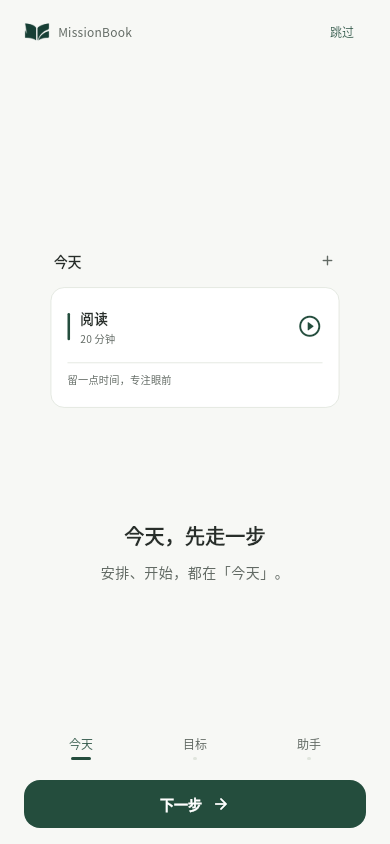 MissionBook
跳过
今天
阅读
20 分钟
留一点时间，专注眼前
今天，先走一步
安排、开始，都在「今天」。
今天
目标
助手
下一步